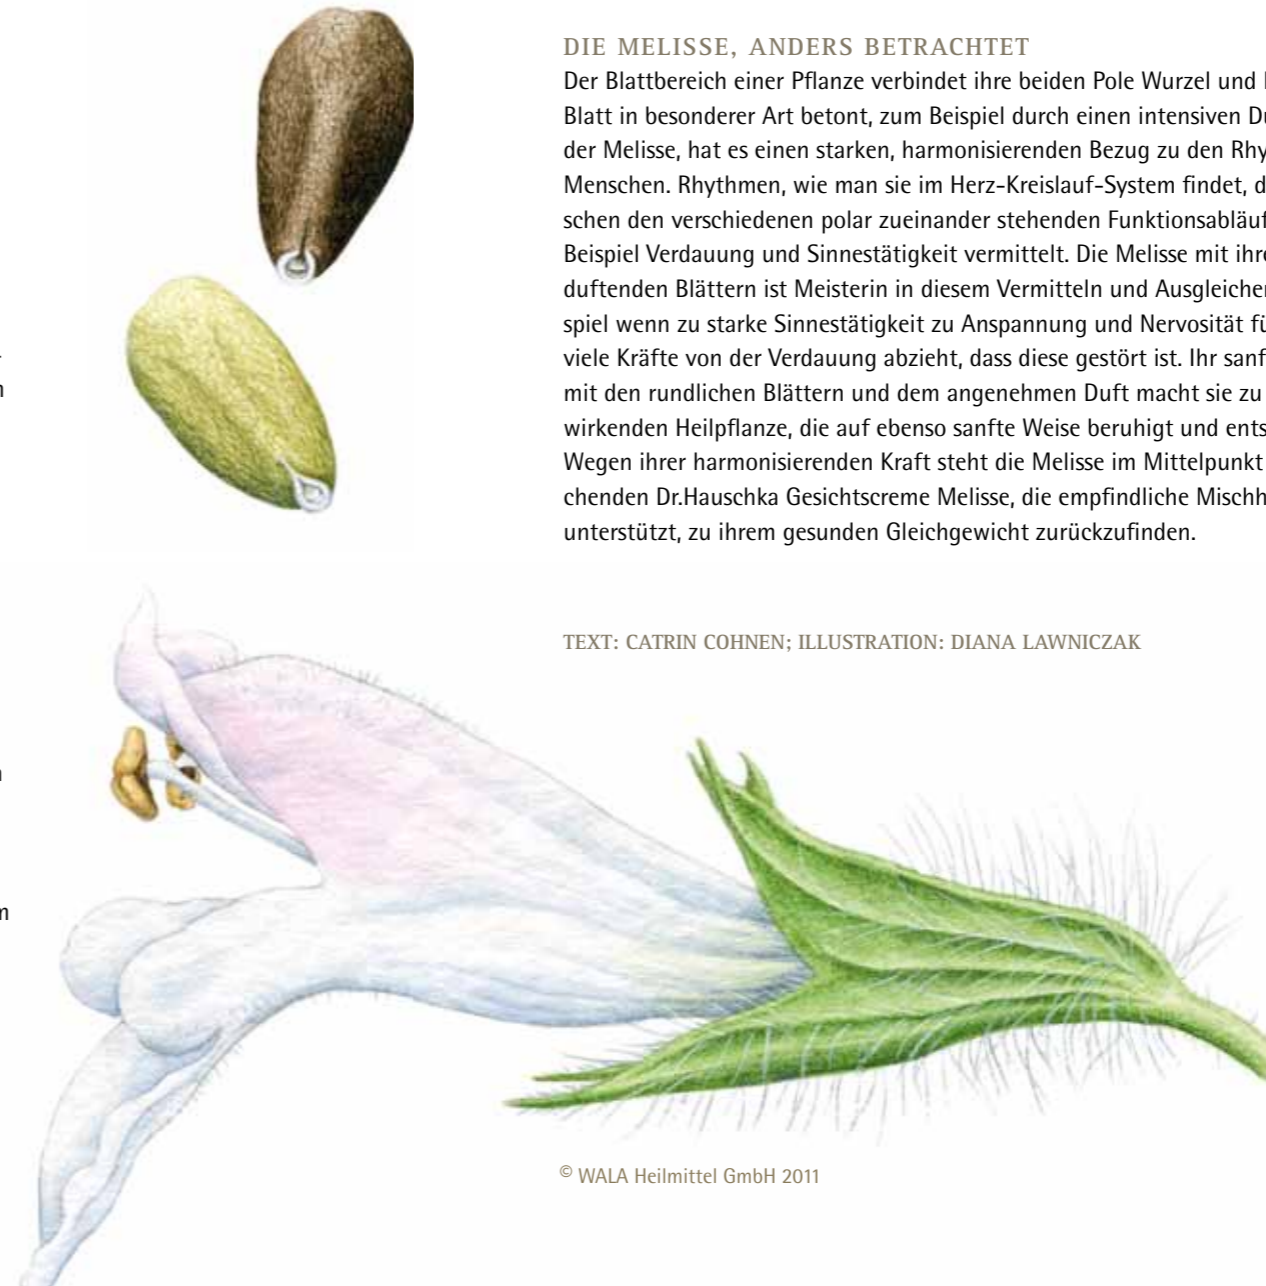 DIE MELISSE, ANDERS BETRACHTET
Der Blattbereich einer Pflanze verbindet ihre beiden Pole Wurzel und
Blatt in besonderer Art betont, zum Beispiel durch einen intensiven
der Melisse, hat es einen starken, harmonisierenden Bezug zu den
Menschen. Rhythmen, wie man sie im Herz-Kreislauf-System findet,
schen den verschiedenen polar zueinander stehenden
Beispiel Verdauung und Sinnestätigkeit vermittelt. Die Melisse mit
duftenden Blättern ist Meisterin in diesem Vermitteln und
spiel wenn zu starke Sinnestätigkeit zu Anspannung und Nervosität
viele Kräfte von der Verdauung abzieht, dass diese gestört ist. Ihr
mit den rundlichen Blättern und dem angenehmen Duft macht sie zu
wirkenden Heilpflanze, die auf ebenso sanfte Weise beruhigt und
Wegen ihrer harmonisierenden Kraft steht die Melisse im Mittelpunkt
chenden Dr.Hauschka Gesichtscreme Melisse, die empfindliche
unterstützt, zu ihrem gesunden Gleichgewicht zurückzufinden.
TEXT: CATRIN COHNEN; ILLUSTRATION: DIANA LAWNICZAK
© WALA Heilmittel GmbH 2011